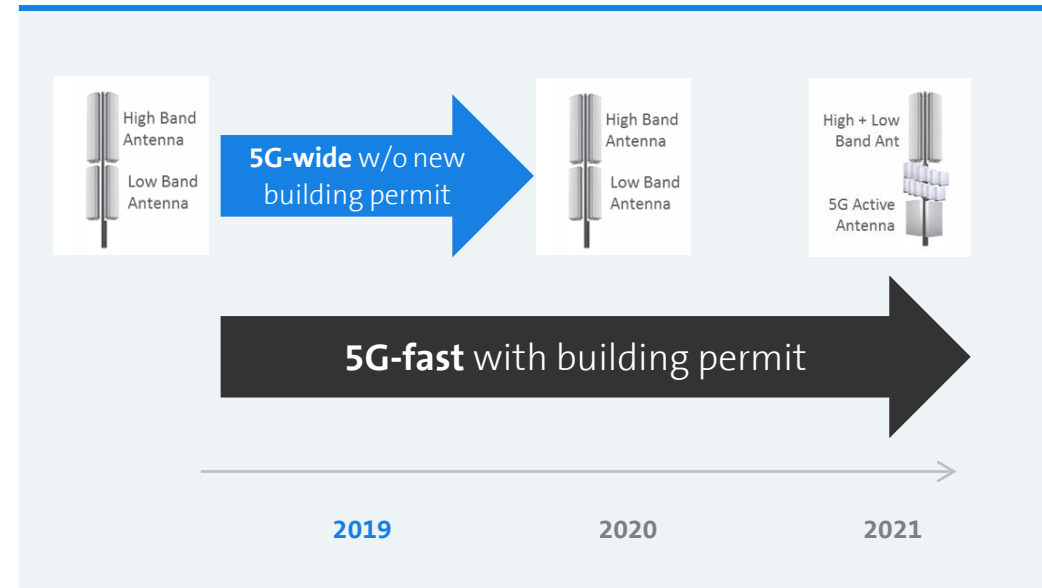 High Band
Antenna
Low Band
Antenna
5G-wide w/o new
building permit
High Band
Antenna
Low Band
Antenna
High + Low
Band Ant
5G Active
Antenna
5G-fast with building permit
2019
2020
2021